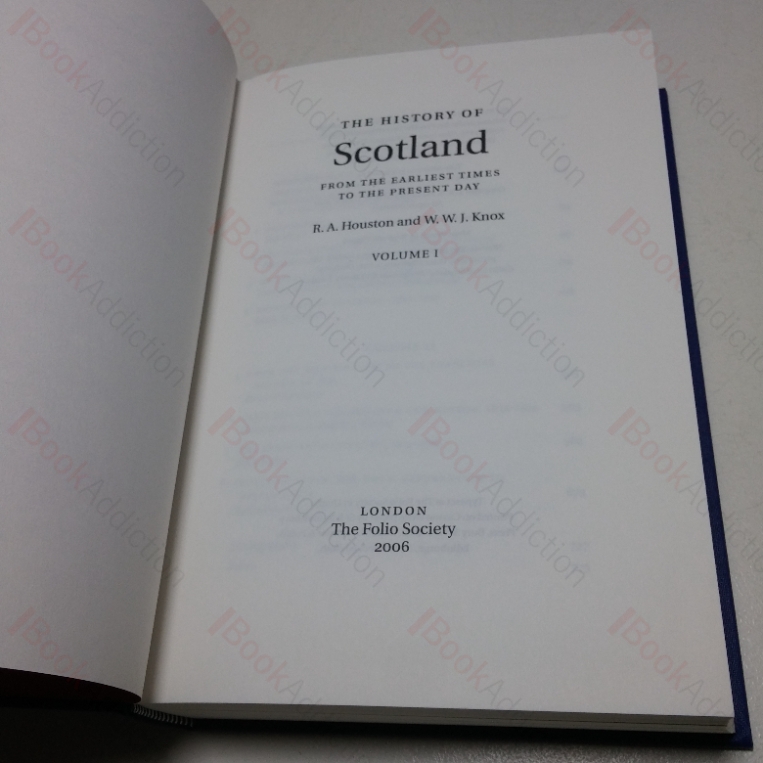 THE HISTORY OF
Scotland
FROM THE EARLIEST TIMES
TO THE PRESENT DAY
R. A. Houston and W. W. J. Knox
VOLUME I
LONDON
The Folio Society
2006
BookAddiction